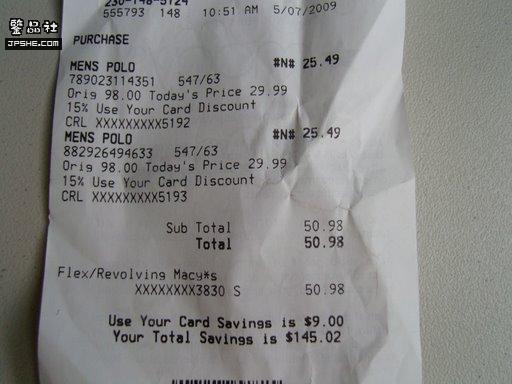 鉴品社
JPSHE.COM
230-148-5124
555793 148 10:51 AM 5/07/2009
PURCHASE
MENS POLO #N# 25.49
789023114351 547/63
Orig 98.00 Today's Price 29.99
15% Use Your Card Discount
CRL XXXXXXXXX5192
MENS POLO #N# 25.49
882926494633 547/63
Orig 98.00 Today's Price 29.99
15% Use Your Card Discount
CRL XXXXXXXXX5193
Sub Total 50.98
Total 50.98
Flex/Revolving Macy*s
XXXXXXXX3830 S 50.98
Use Your Card Savings is $9.00
Your Total Savings is $145.02